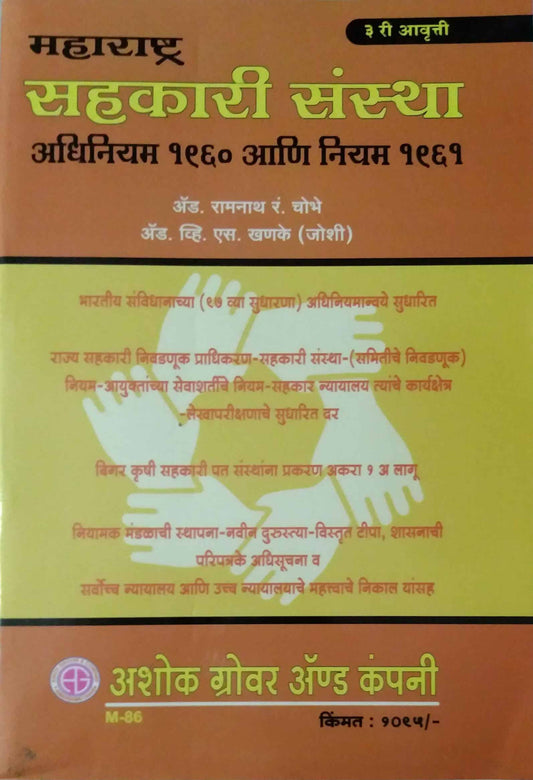 ३ री आवृत्ती
महाराष्ट्र
सहकारी संस्था
अधिनियम १९६० आणि नियम १९६१
ॲड. रामनाथ रं. चोभे
ॲड. व्हि. एस. खणके (जोशी)
भारतीय संविधानाच्या (९७ व्या सुधारणा) अधिनियमान्वये सुधारित
राज्य सहकारी निवडणूक प्राधिकरण-सहकारी संस्था-(समितीचे निवडणूक)
नियम-आयुक्तांच्या सेवाशर्तीचे नियम-सहकार न्यायालय त्यांचे कार्यक्षेत्र
-लेखापरीक्षणाचे सुधारित दर
बिगर कृषी सहकारी पत संस्थांना प्रकरण अकरा १ अ लागू
नियामक मंडळाची स्थापना-नवीन दुरुस्त्या-विस्तृत टीपा, शासनाची
परिपत्रके अधिसूचना व
सर्वोच्च न्यायालय आणि उच्च न्यायालयाचे महत्त्वाचे निकाल यांसह
अशोक ग्रोवर ॲण्ड कंपनी
M-86
किंमत : १०९५/-